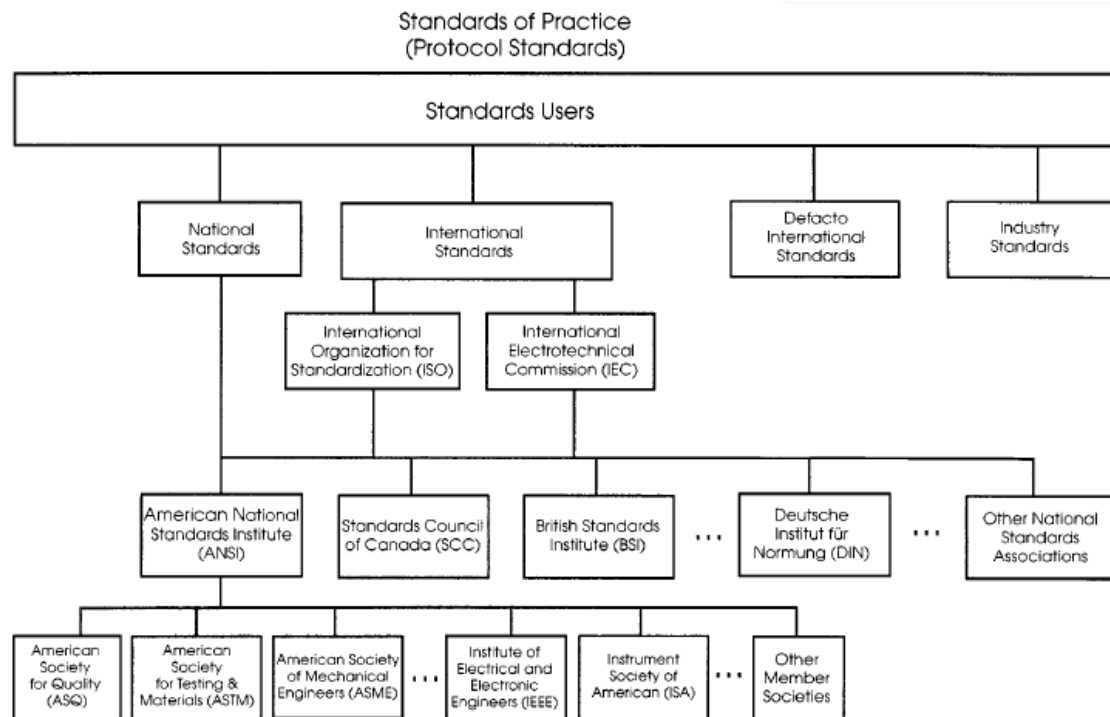 Standards of Practice
(Protocol Standards)
Standards Users
National
Standards
International
Standards
Defacto
International
Standards
Industry
Standards
International
Organization for
Standardization (ISO)
International
Electrotechnical
Commission (IEC)
American National
Standards Institute
(ANSI)
Standards Council
of Canada (SCC)
British Standards
Institute (BSI)
...
Deutsche
Institut für
Normung (DIN)
...
Other National
Standards
Associations
American
Society
for Quality
(ASQ)
American
Society
for Testing &
Materials (ASTM)
American Society
of Mechanical
Engineers (ASME)
...
Institute of
Electrical and
Electronic
Engineers (IEEE)
Instrument
Society of
American (ISA)
...
Other
Member
Societies